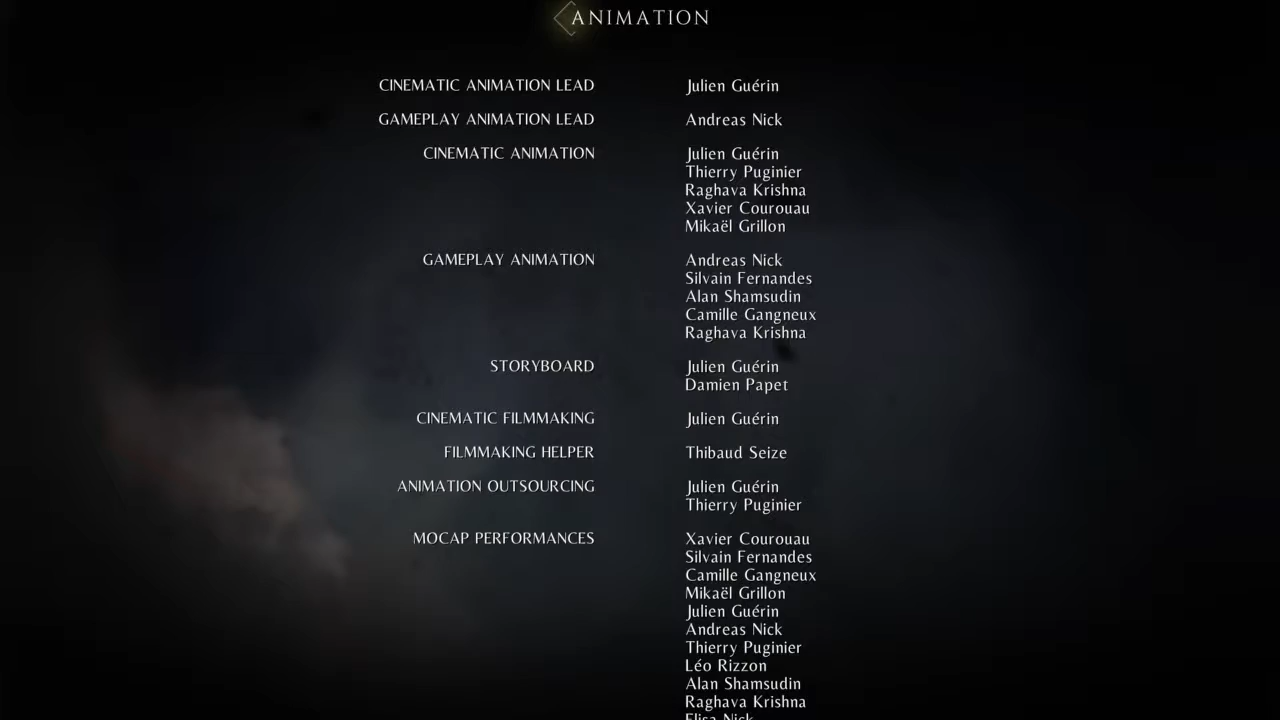 ANIMATION
CINEMATIC ANIMATION LEAD Julien Guérin
GAMEPLAY ANIMATION LEAD Andreas Nick
CINEMATIC ANIMATION Julien Guérin
Thierry Puginier
Raghava Krishna
Xavier Courouau
Mikaël Grillon
GAMEPLAY ANIMATION Andreas Nick
Silvain Fernandes
Alan Shamsudin
Camille Gangneux
Raghava Krishna
STORYBOARD Julien Guérin
Damien Papet
CINEMATIC FILMMAKING Julien Guérin
FILMMAKING HELPER Thibaud Seize
ANIMATION OUTSOURCING Julien Guérin
Thierry Puginier
MOCAP PERFORMANCES Xavier Courouau
Silvain Fernandes
Camille Gangneux
Mikaël Grillon
Julien Guérin
Andreas Nick
Thierry Puginier
Léo Rizzon
Alan Shamsudin
Raghava Krishna
Elisa Nick